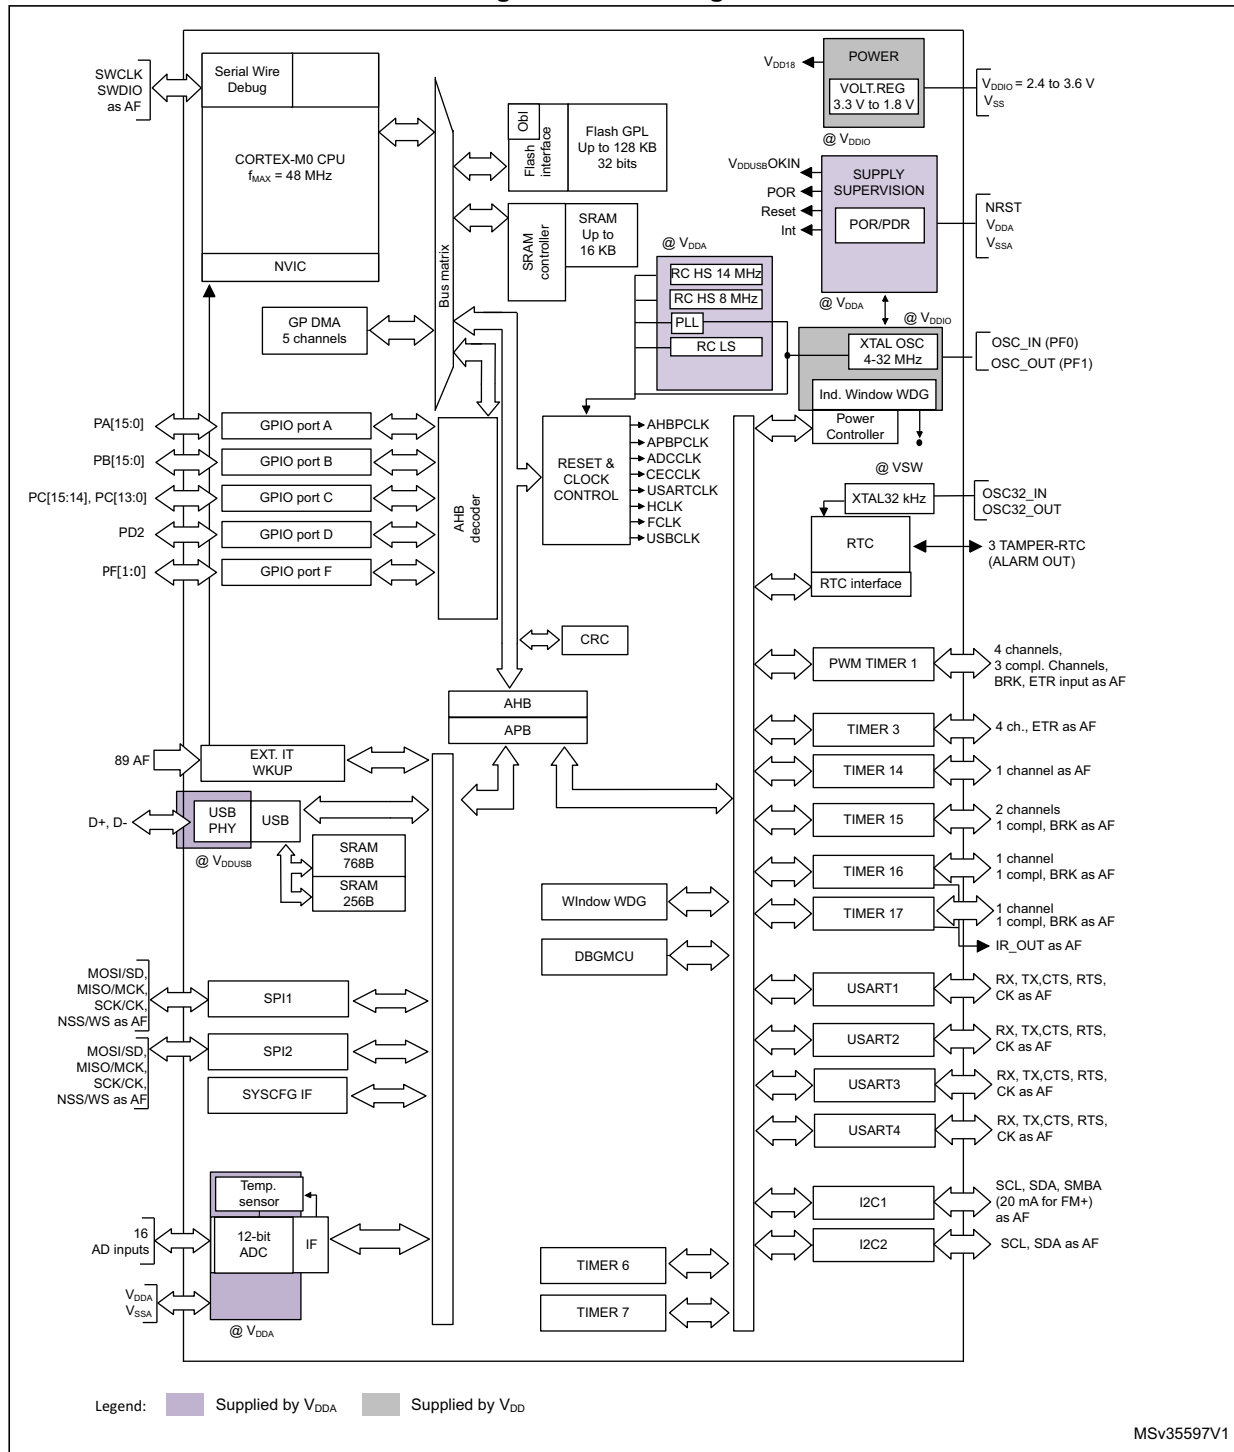 SWCLK
SWDIO
as AF
Serial Wire
Debug
CORTEX-M0 CPU
fMAX = 48 MHz
NVIC
GP DMA
5 channels
Bus matrix
Obl
Flash
interface
Flash GPL
Up to 128 KB
32 bits
SRAM
controller
SRAM
Up to
16 KB
VDD18
POWER
VOLT.REG
3.3 V to 1.8 V
@ VDDIO
VDDIO = 2.4 to 3.6 V
VSS
VDDUSBOKIN
POR
Reset
Int
SUPPLY
SUPERVISION
POR/PDR
@ VDDA
NRST
VDDA
VSSA
@ VDDA
RC HS 14 MHz
RC HS 8 MHz
PLL
RC LS
@ VDDIO
XTAL OSC
4-32 MHz
Ind. Window WDG
Power
Controller
OSC_IN (PF0)
OSC_OUT (PF1)
@ VSW
XTAL32 kHz
OSC32_IN
OSC32_OUT
RTC
RTC interface
3 TAMPER-RTC
(ALARM OUT)
PA[15:0]
GPIO port A
PB[15:0]
GPIO port B
PC[15:14], PC[13:0]
GPIO port C
PD2
GPIO port D
PF[1:0]
GPIO port F
AHB
decoder
RESET &
CLOCK
CONTROL
AHBPCLK
APBPCLK
ADCCLK
CECCLK
USARTCLK
HCLK
FCLK
USBCLK
CRC
AHB
APB
89 AF
EXT. IT
WKUP
D+, D-
USB
PHY
USB
@ VDDUSB
SRAM
768B
SRAM
256B
WIndow WDG
DBGMCU
PWM TIMER 1
4 channels,
3 compl. Channels,
BRK, ETR input as AF
TIMER 3
4 ch., ETR as AF
TIMER 14
1 channel as AF
TIMER 15
2 channels
1 compl, BRK as AF
TIMER 16
1 channel
1 compl, BRK as AF
TIMER 17
1 channel
1 compl, BRK as AF
IR_OUT as AF
MOSI/SD,
MISO/MCK,
SCK/CK,
NSS/WS as AF
SPI1
MOSI/SD,
MISO/MCK,
SCK/CK,
NSS/WS as AF
SPI2
SYSCFG IF
USART1
RX, TX,CTS, RTS,
CK as AF
USART2
RX, TX,CTS, RTS,
CK as AF
USART3
RX, TX,CTS, RTS,
CK as AF
USART4
RX, TX,CTS, RTS,
CK as AF
Temp.
sensor
16
AD inputs
12-bit
ADC
IF
VDDA
VSSA
@ VDDA
I2C1
SCL, SDA, SMBA
(20 mA for FM+)
as AF
I2C2
SCL, SDA as AF
TIMER 6
TIMER 7
Legend:
Supplied by VDDA
Supplied by VDD
MSv35597V1